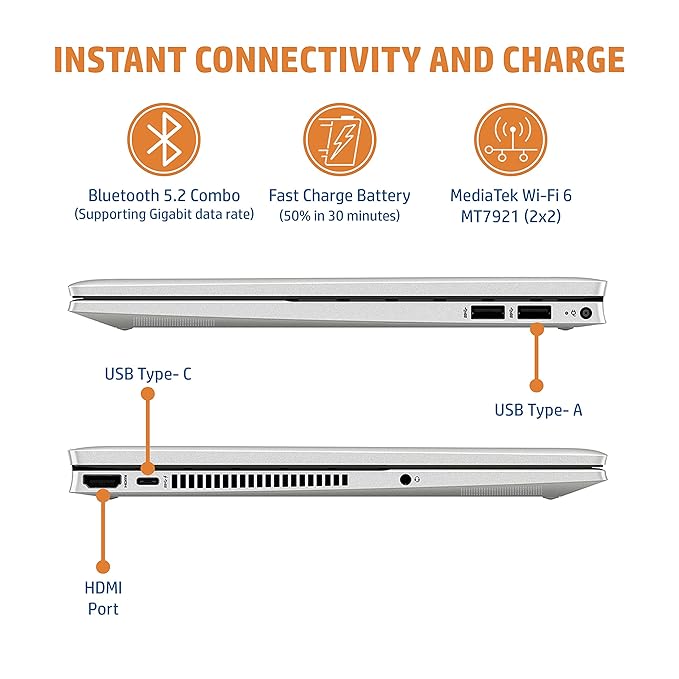 INSTANT CONNECTIVITY AND CHARGE
Bluetooth 5.2 Combo
(Supporting Gigabit data rate)
Fast Charge Battery
(50% in 30 minutes)
MediaTek Wi-Fi 6
MT7921 (2x2)
USB Type- C
USB Type- A
HDMI
Port